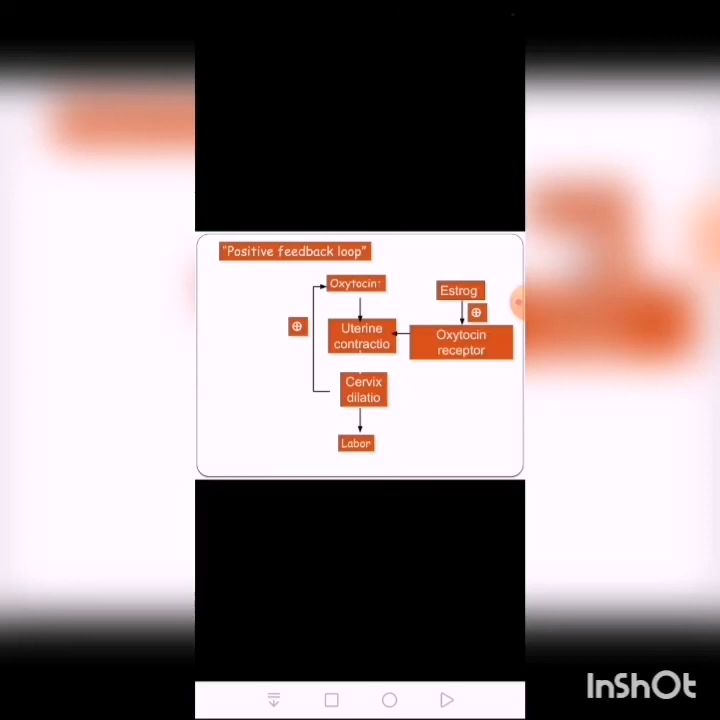 "Positive feedback loop"
Oxytocin
Estrog
⊕
⊕
Uterine
contractio
Oxytocin
receptor
Cervix
dilatio
Labor
InShOt